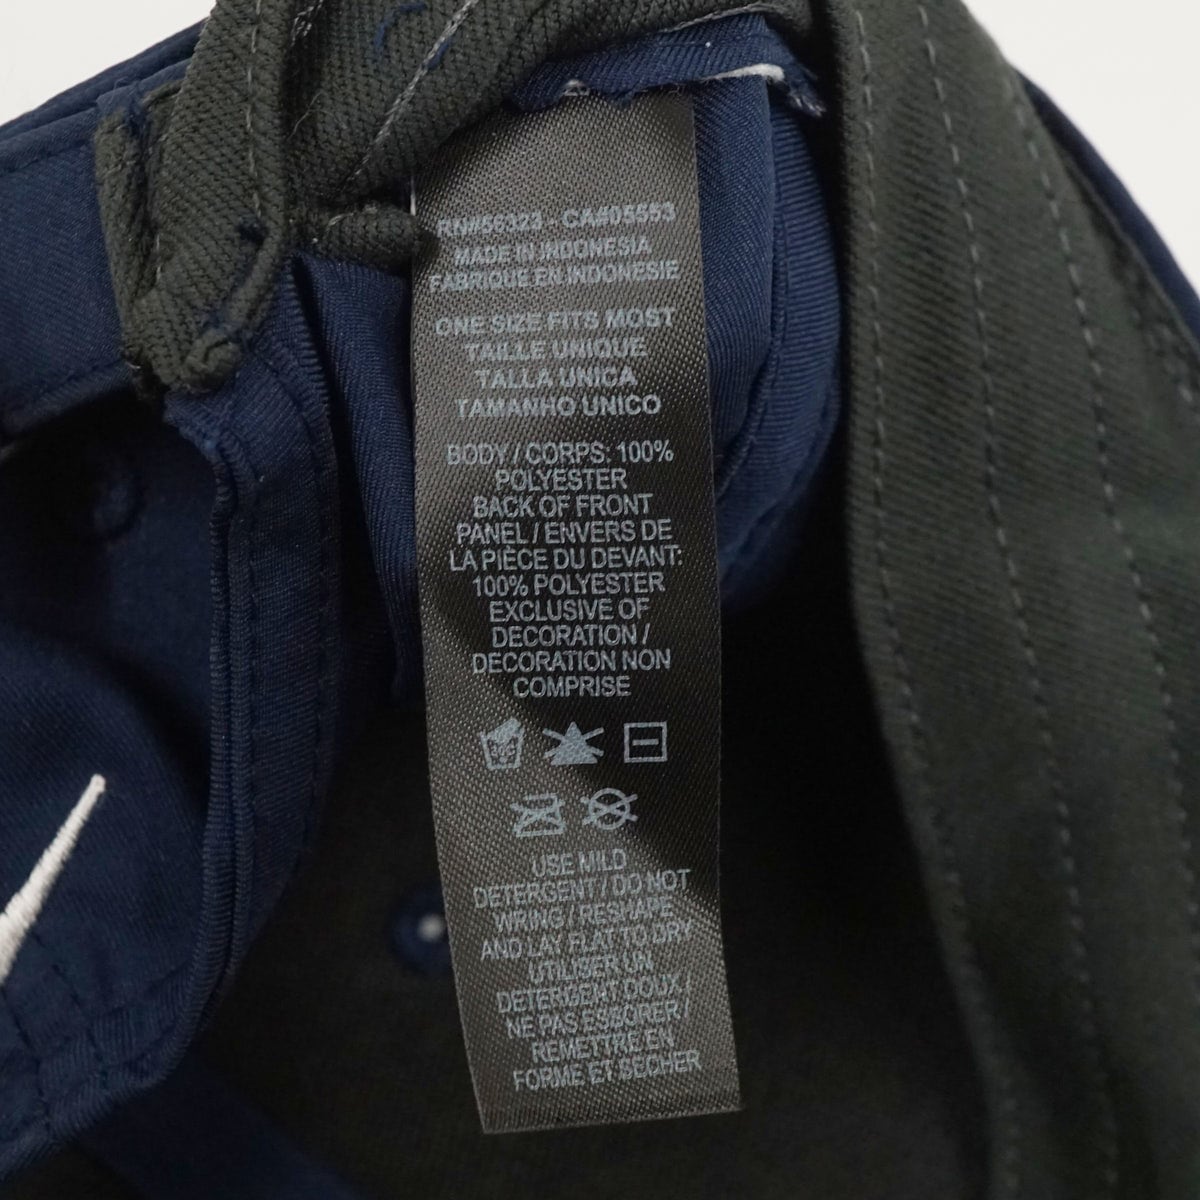 RN#56323 - CA#05553
MADE IN INDONESIA
FABRIQUE EN INDONESIE
ONE SIZE FITS MOST
TAILLE UNIQUE
TALLA UNICA
TAMANHO UNICO
BODY / CORPS: 100%
POLYESTER
BACK OF FRONT
PANEL / ENVERS DE
LA PIÈCE DU DEVANT:
100% POLYESTER
EXCLUSIVE OF
DECORATION /
DECORATION NON
COMPRISE
USE MILD
DETERGENT / DO NOT
WRING / RESHAPE
AND LAY FLAT TO DRY
UTILISER UN
DETERGENT DOUX /
NE PAS ESSORER /
REMETTRE EN
FORME ET SECHER